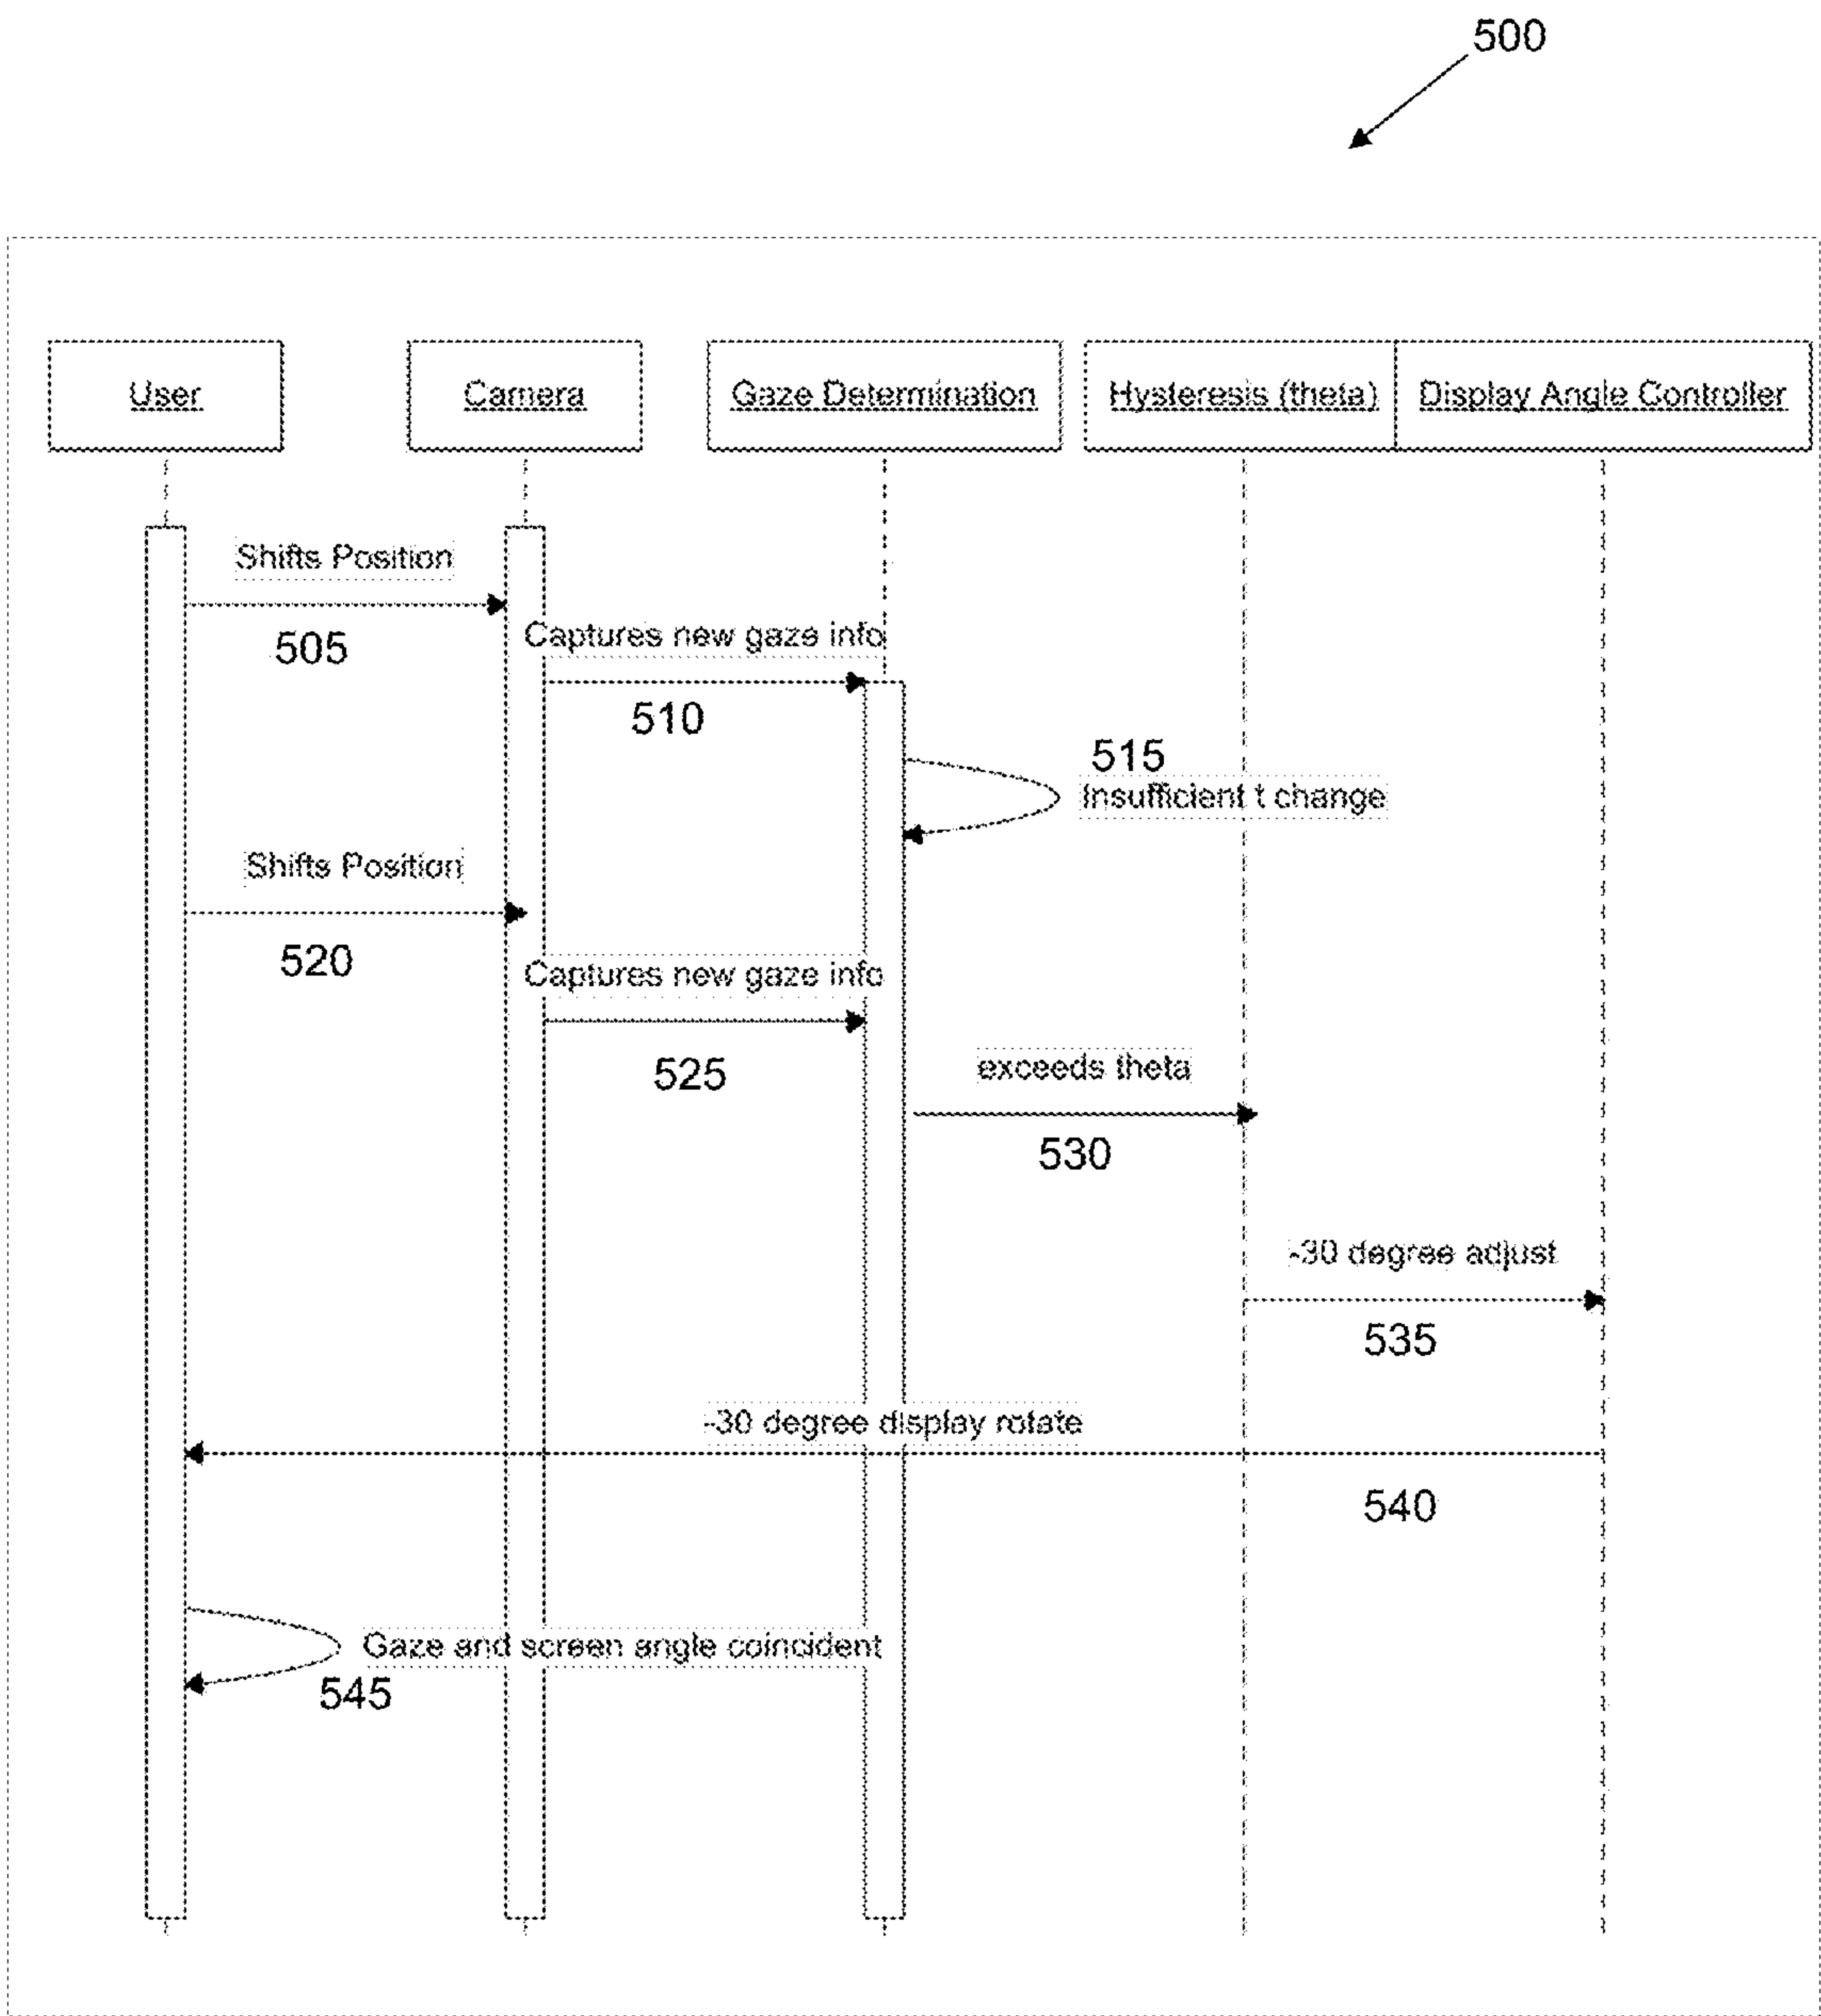 500
User
Camera
Gaze Determination
Hysteresis (theta)
Display Angle Controller
Shifts Position
505
Captures new gaze info
510
515
Insufficient t change
Shifts Position
520
Captures new gaze info
525
exceeds theta
530
-30 degree adjust
535
-30 degree display rotate
540
Gaze and screen angle coincident
545